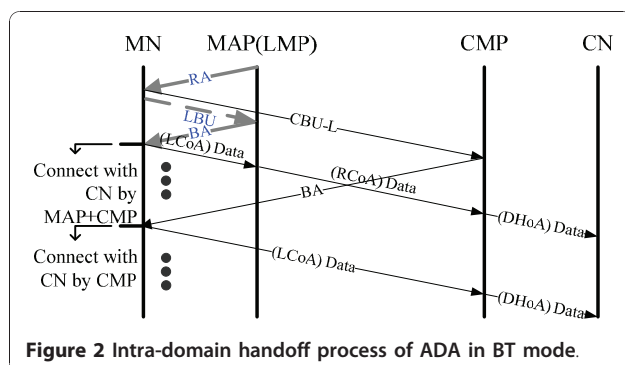 MN MAP(LMP) CMP CN
RA
LBU
CBU-L
BA
(LCoA) Data
(RCoA) Data
Connect with
CN by
MAP+CMP
BA
(DHoA) Data
(LCoA) Data
Connect with
CN by CMP
(DHoA) Data
Figure 2 Intra-domain handoff process of ADA in BT mode.